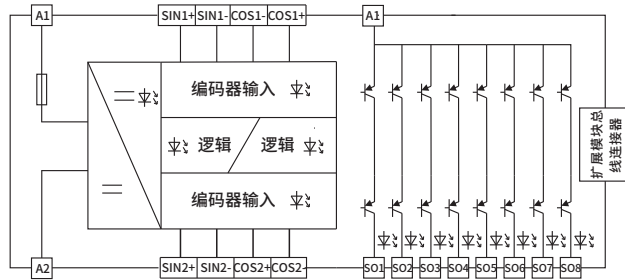 A1 SIN1+ SIN1- COS1- COS1+ A1
编码器输入
逻辑 逻辑
编码器输入
扩展模块总
线连接器
A2 SIN2+ SIN2- COS2+ COS2- SO1 SO2 SO3 SO4 SO5 SO6 SO7 SO8